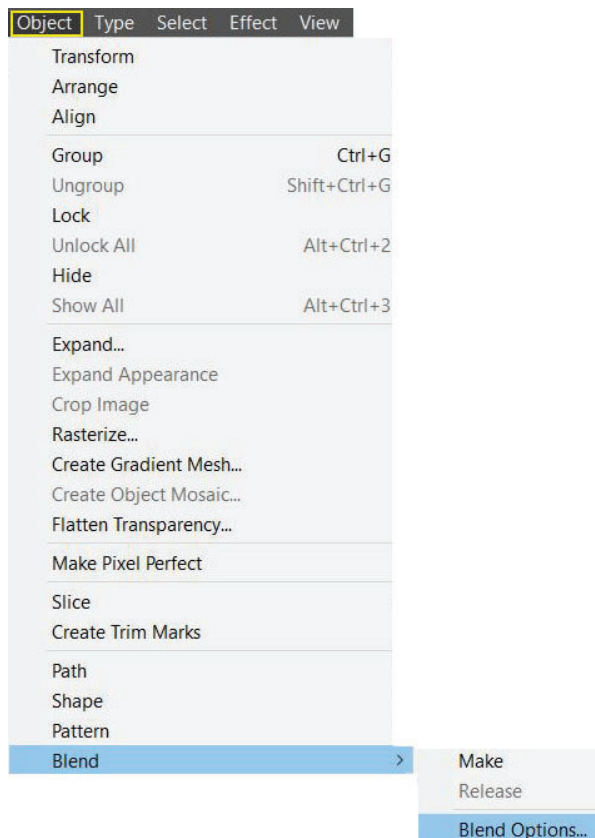 Object Type Select Effect View
Transform
Arrange
Align
Group Ctrl+G
Ungroup Shift+Ctrl+G
Lock
Unlock All Alt+Ctrl+2
Hide
Show All Alt+Ctrl+3
Expand...
Expand Appearance
Crop Image
Rasterize...
Create Gradient Mesh...
Create Object Mosaic...
Flatten Transparency...
Make Pixel Perfect
Slice
Create Trim Marks
Path
Shape
Pattern
Blend >
Make
Release
Blend Options...